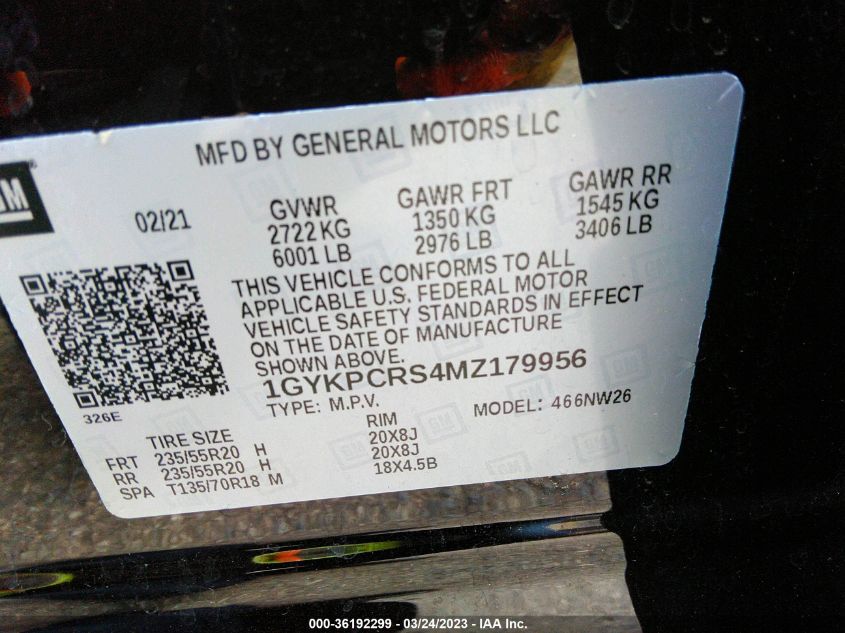 MFD BY GENERAL MOTORS LLC
GM
02/21
GVWR GAWR FRT GAWR RR
2722 KG 1350 KG 1545 KG
6001 LB 2976 LB 3406 LB
THIS VEHICLE CONFORMS TO ALL
APPLICABLE U.S. FEDERAL MOTOR
VEHICLE SAFETY STANDARDS IN EFFECT
ON THE DATE OF MANUFACTURE
SHOWN ABOVE.
1GYKPCRS4MZ179956
TYPE: M.P.V. MODEL: 466NW26
326E
TIRE SIZE RIM
FRT 235/55R20 H 20X8J
RR 235/55R20 H 20X8J
SPA T135/70R18 M 18X4.5B
000-36192299 - 03/24/2023 - IAA Inc.